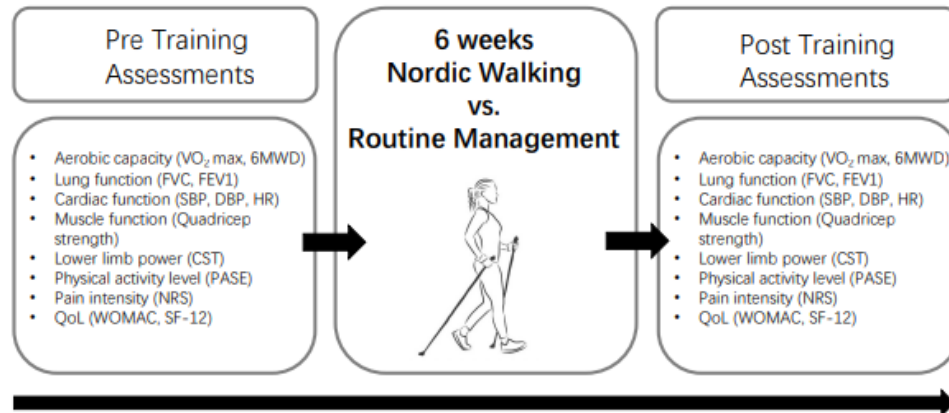 Pre Training
Assessments
• Aerobic capacity (VO₂ max, 6MWD)
• Lung function (FVC, FEV1)
• Cardiac function (SBP, DBP, HR)
• Muscle function (Quadricep
strength)
• Lower limb power (CST)
• Physical activity level (PASE)
• Pain intensity (NRS)
• QoL (WOMAC, SF-12)
6 weeks
Nordic Walking
vs.
Routine Management
Post Training
Assessments
• Aerobic capacity (VO₂ max, 6MWD)
• Lung function (FVC, FEV1)
• Cardiac function (SBP, DBP, HR)
• Muscle function (Quadricep
strength)
• Lower limb power (CST)
• Physical activity level (PASE)
• Pain intensity (NRS)
• QoL (WOMAC, SF-12)